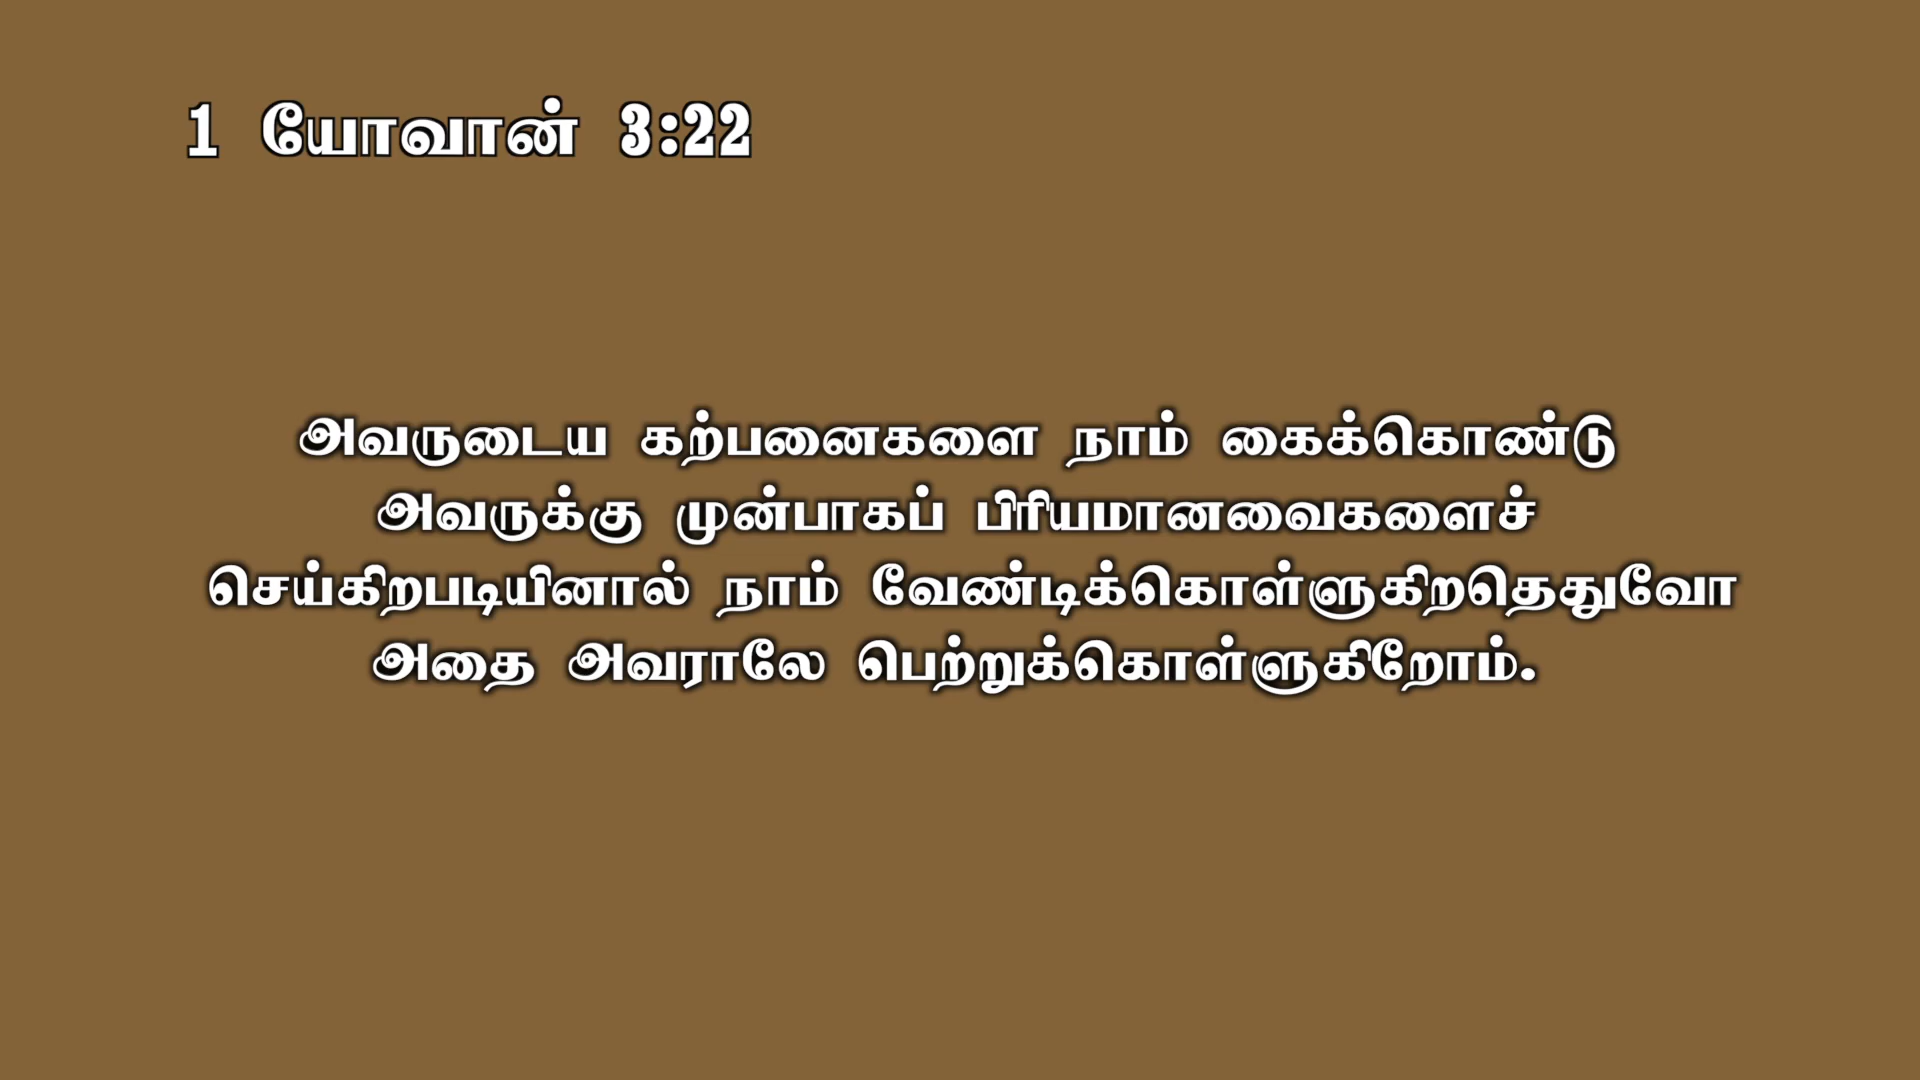 1 யோவான் 3:22
அவருடைய கற்பனைகளை நாம் கைக்கொண்டு
அவருக்கு முன்பாகப் பிரியமானவைகளைச்
செய்கிறபடியினால் நாம் வேண்டிக்கொள்ளுகிறதெதுவோ
அதை அவராலே பெற்றுக்கொள்ளுகிறோம்.